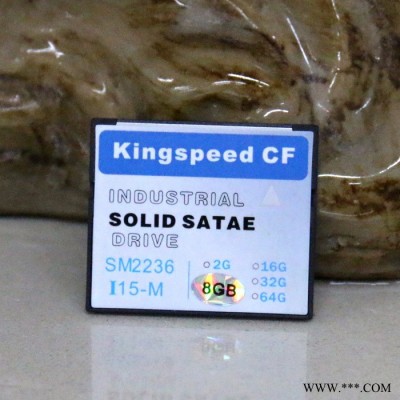 Kingspeed CF
INDUSTRIAL
SOLID SATAE
DRIVE
SM2236
I15-M
2G
16G
32G
64G
8GB
WWW.***.COM